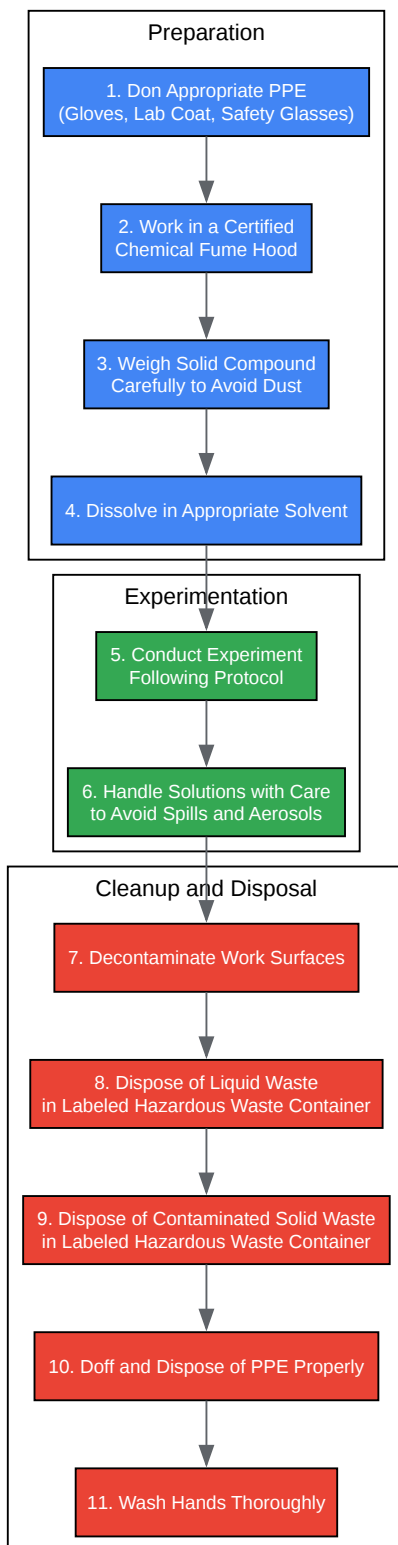 Preparation
1. Don Appropriate PPE
(Gloves, Lab Coat, Safety Glasses)
2. Work in a Certified
Chemical Fume Hood
3. Weigh Solid Compound
Carefully to Avoid Dust
4. Dissolve in Appropriate Solvent
Experimentation
5. Conduct Experiment
Following Protocol
6. Handle Solutions with Care
to Avoid Spills and Aerosols
Cleanup and Disposal
7. Decontaminate Work Surfaces
8. Dispose of Liquid Waste
in Labeled Hazardous Waste Container
9. Dispose of Contaminated Solid Waste
in Labeled Hazardous Waste Container
10. Doff and Dispose of PPE Properly
11. Wash Hands Thoroughly